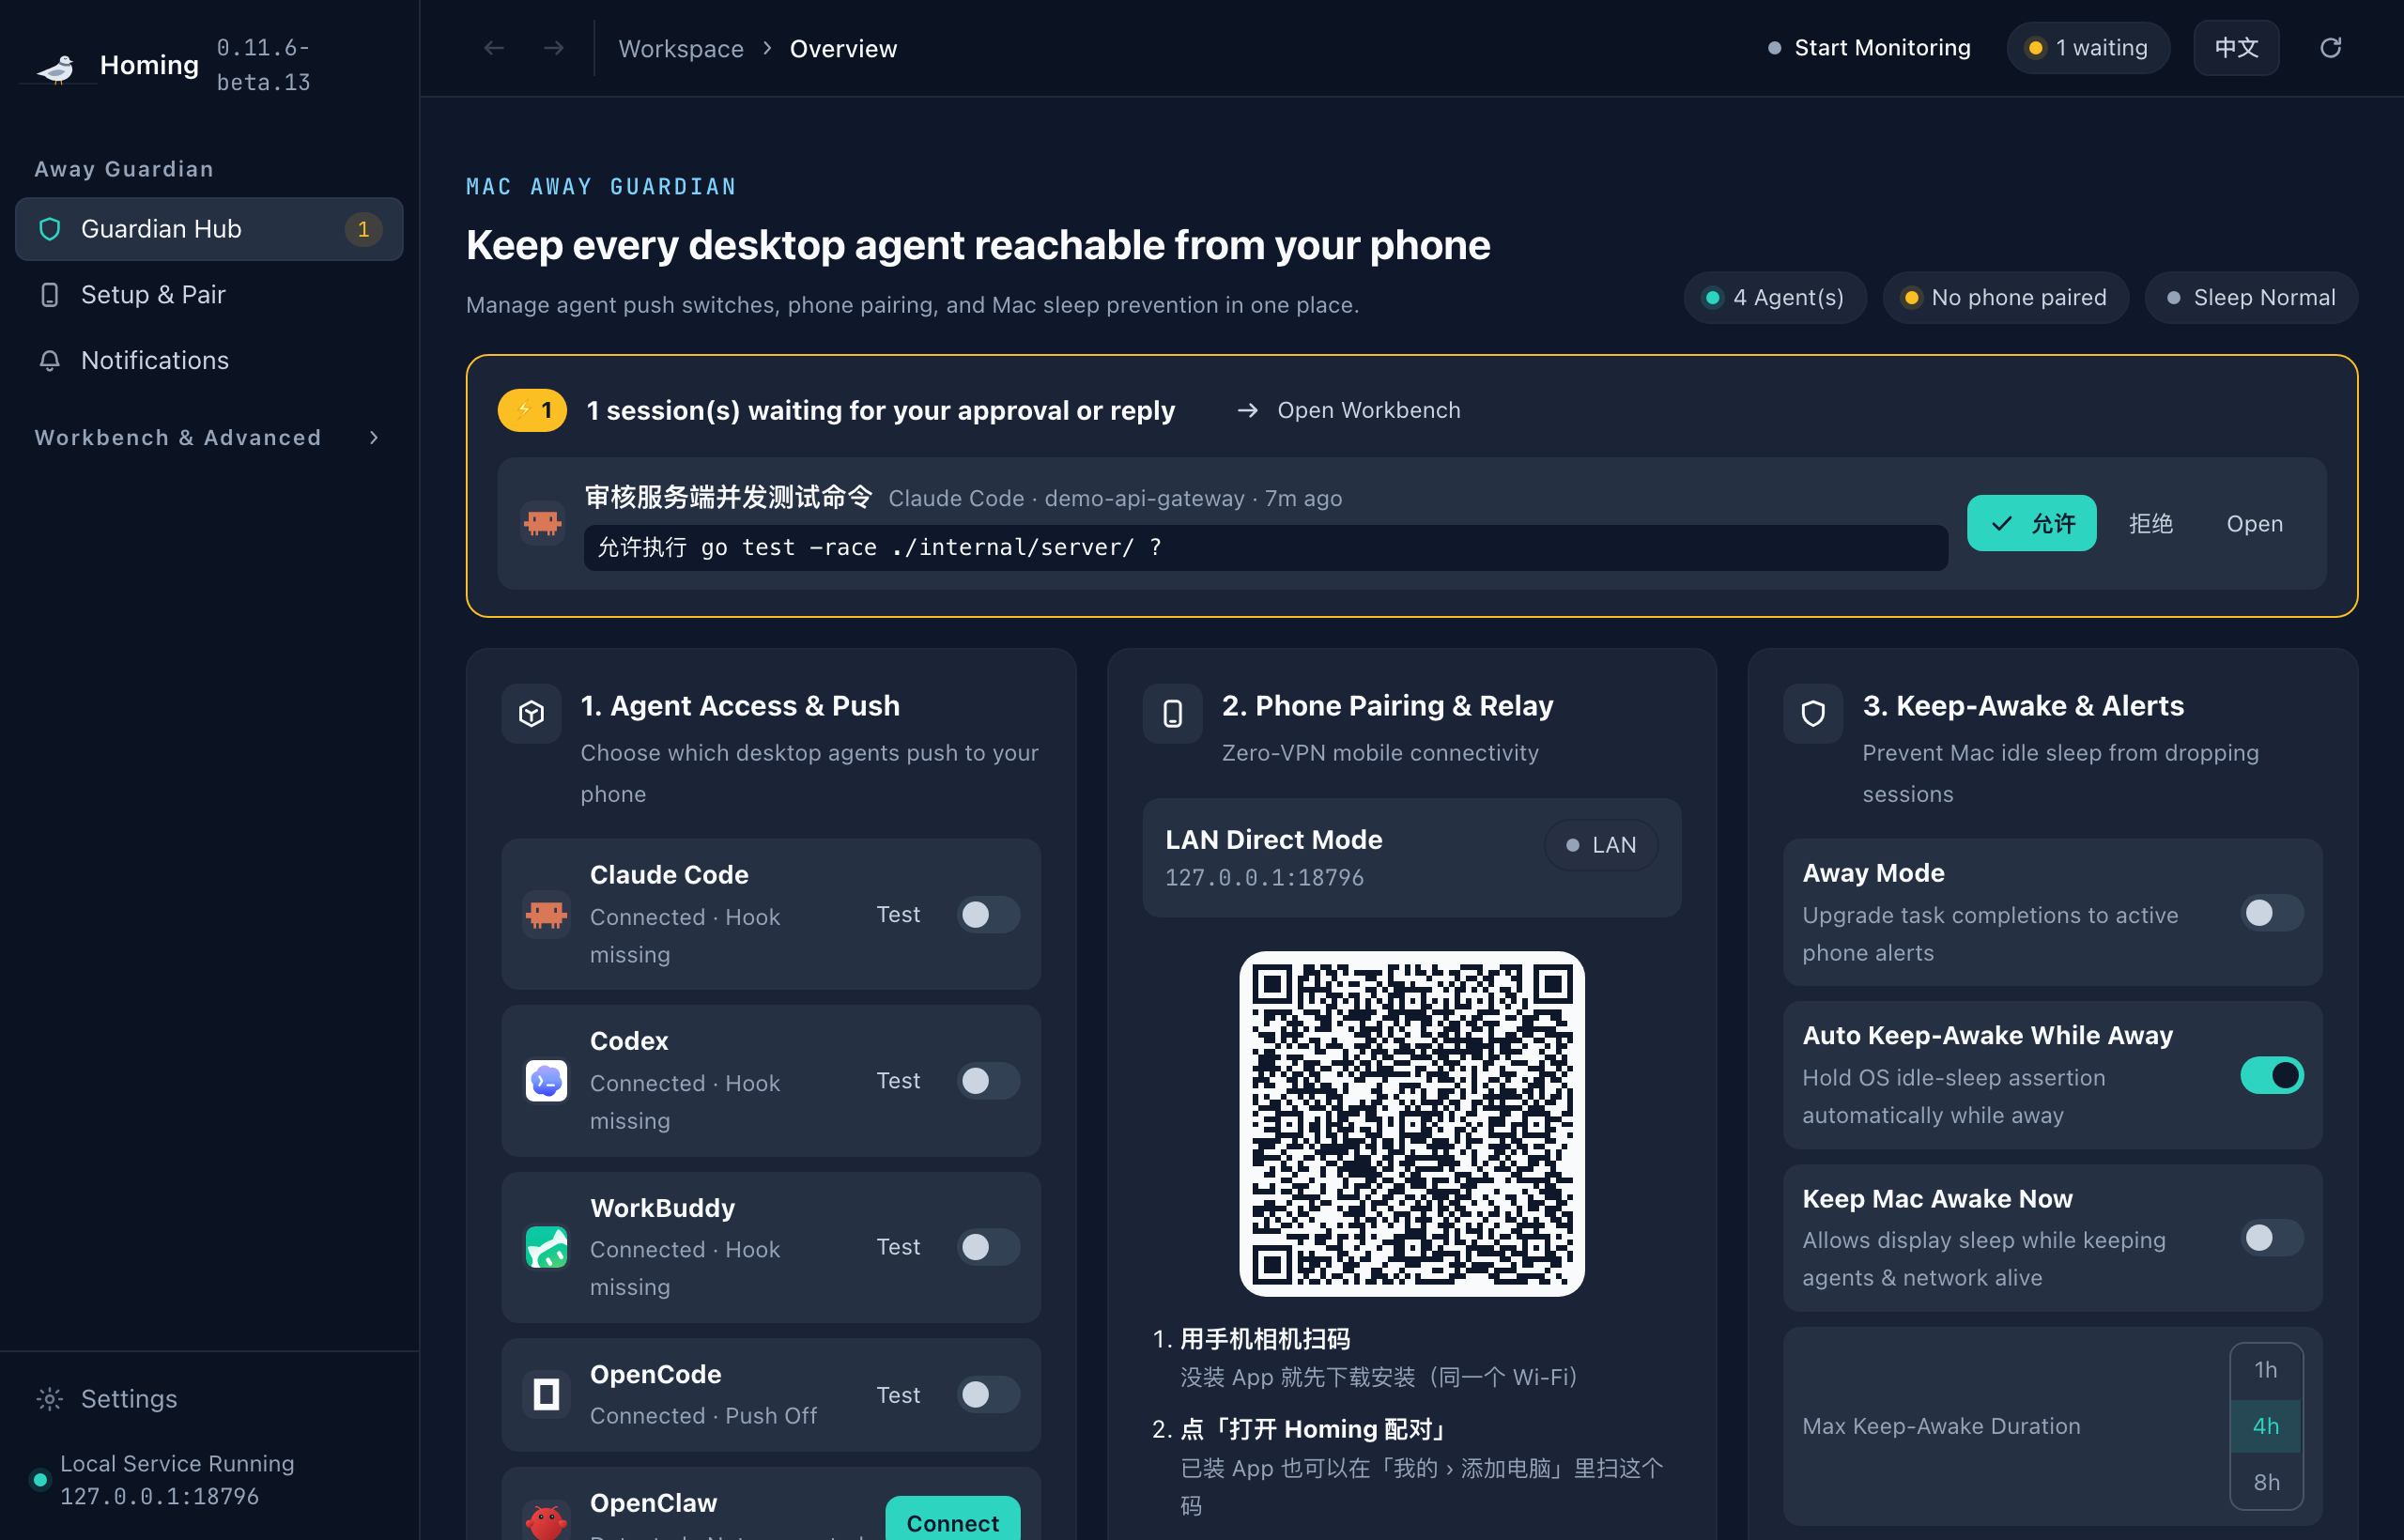 Homing
0.11.6-
beta.13
Away Guardian
Guardian Hub
1
Setup & Pair
Notifications
Workbench & Advanced
Settings
Local Service Running
127.0.0.1:18796
Workspace
Overview
Start Monitoring
1 waiting
中文
MAC AWAY GUARDIAN
Keep every desktop agent reachable from your phone
Manage agent push switches, phone pairing, and Mac sleep prevention in one place.
4 Agent(s)
No phone paired
Sleep Normal
1
1 session(s) waiting for your approval or reply
→ Open Workbench
审核服务端并发测试命令 Claude Code · demo-api-gateway · 7m ago
允许执行 go test -race ./internal/server/ ?
允许
拒绝
Open
1. Agent Access & Push
Choose which desktop agents push to your
phone
Claude Code
Connected · Hook
missing
Test
Codex
Connected · Hook
missing
Test
WorkBuddy
Connected · Hook
missing
Test
OpenCode
Connected · Push Off
Test
OpenClaw
Connect
2. Phone Pairing & Relay
Zero-VPN mobile connectivity
LAN Direct Mode
127.0.0.1:18796
LAN
1. 用手机相机扫码
没装 App 就先下载安装（同一个 Wi-Fi）
2. 点「打开 Homing 配对」
已装 App 也可以在「我的 › 添加电脑」里扫这个
码
3. Keep-Awake & Alerts
Prevent Mac idle sleep from dropping
sessions
Away Mode
Upgrade task completions to active
phone alerts
Auto Keep-Awake While Away
Hold OS idle-sleep assertion
automatically while away
Keep Mac Awake Now
Allows display sleep while keeping
agents & network alive
Max Keep-Awake Duration
1h
4h
8h